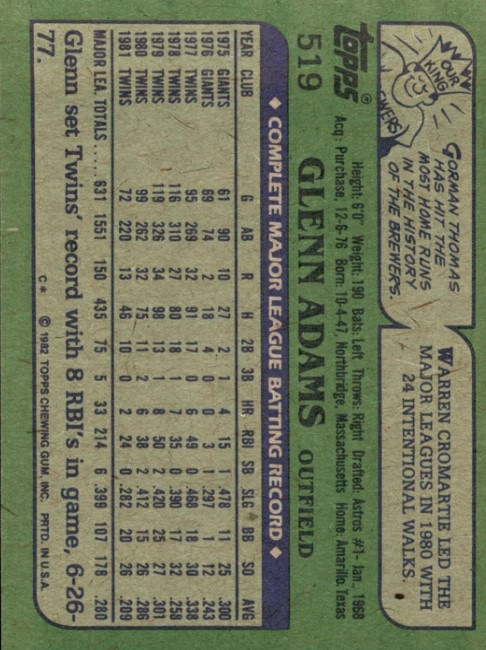 OUR
KING
EWERS
GORMAN THOMAS
HAS HIT THE
MOST HOME RUNS
IN THE HISTORY
OF THE BREWERS.
WARREN CROMARTIE LED THE
MAJOR LEAGUES IN 1980 WITH
24 INTENTIONAL WALKS.
topps®
Height: 6'0" Weight: 190 Bats: Left Throws: Right Drafted: Astros #1-Jan., 1968
Acq: Purchase, 12-6-76 Born: 10-4-47, Northbridge, Massachusetts Home: Amarillo, Texas
519 GLENN ADAMS OUTFIELD
◆ COMPLETE MAJOR LEAGUE BATTING RECORD ◆
YEAR CLUB G AB R H 2B 3B HR RBI SB SLG BB SO AVG
1975 GIANTS 61 90 10 27 2 1 4 15 1 .478 11 25 .300
1976 GIANTS 69 74 2 18 4 0 0 3 1 .297 1 12 .243
1977 TWINS 95 269 32 91 17 0 6 49 0 .468 18 30 .338
1978 TWINS 116 310 27 80 18 1 7 35 0 .390 17 32 .258
1979 TWINS 119 326 34 98 13 1 8 50 2 .420 25 27 .301
1980 TWINS 99 262 32 75 11 2 6 38 2 .412 15 26 .286
1981 TWINS 72 220 13 46 10 0 2 24 0 .282 20 26 .209
MAJOR LEA. TOTALS ..... 631 1551 150 435 75 5 33 214 6 .399 107 178 .280
Glenn set Twins' record with 8 RBI's in game, 6-26-
77.
C* © 1982 TOPPS CHEWING GUM, INC. PRTD. IN U.S.A.